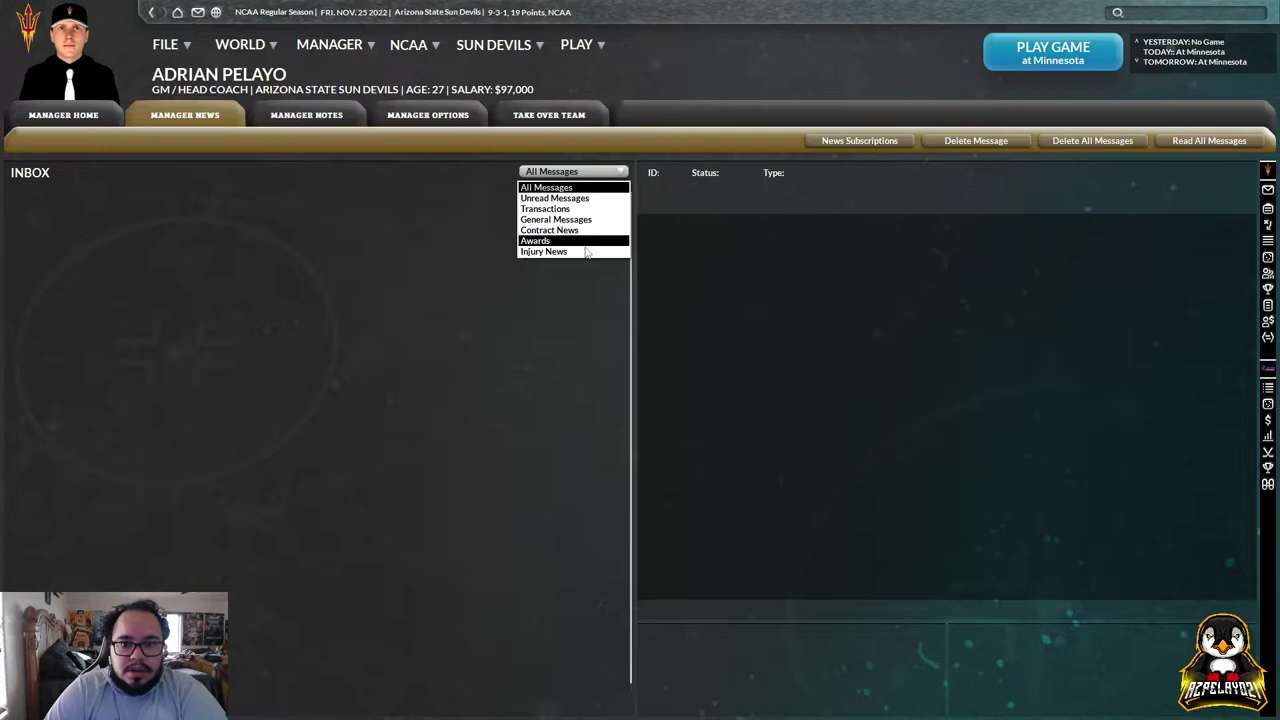 NCAA Regular Season | FRI. NOV. 25 2022 | Arizona State Sun Devils | 9-3-1, 19 Points, NCAA
FILE WORLD MANAGER NCAA SUN DEVILS PLAY
PLAY GAME
at Minnesota
YESTERDAY: No Game
TODAY:: At Minnesota
TOMORROW: At Minnesota
ADRIAN PELAYO
GM / HEAD COACH | ARIZONA STATE SUN DEVILS | AGE: 27 | SALARY: $97,000
MANAGER HOME MANAGER NEWS MANAGER NOTES MANAGER OPTIONS TAKE OVER TEAM
News Subscriptions Delete Message Delete All Messages Read All Messages
INBOX All Messages ID: Status: Type:
All Messages
Unread Messages
Transactions
General Messages
Contract News
Awards
Injury News
AZPELAYO21